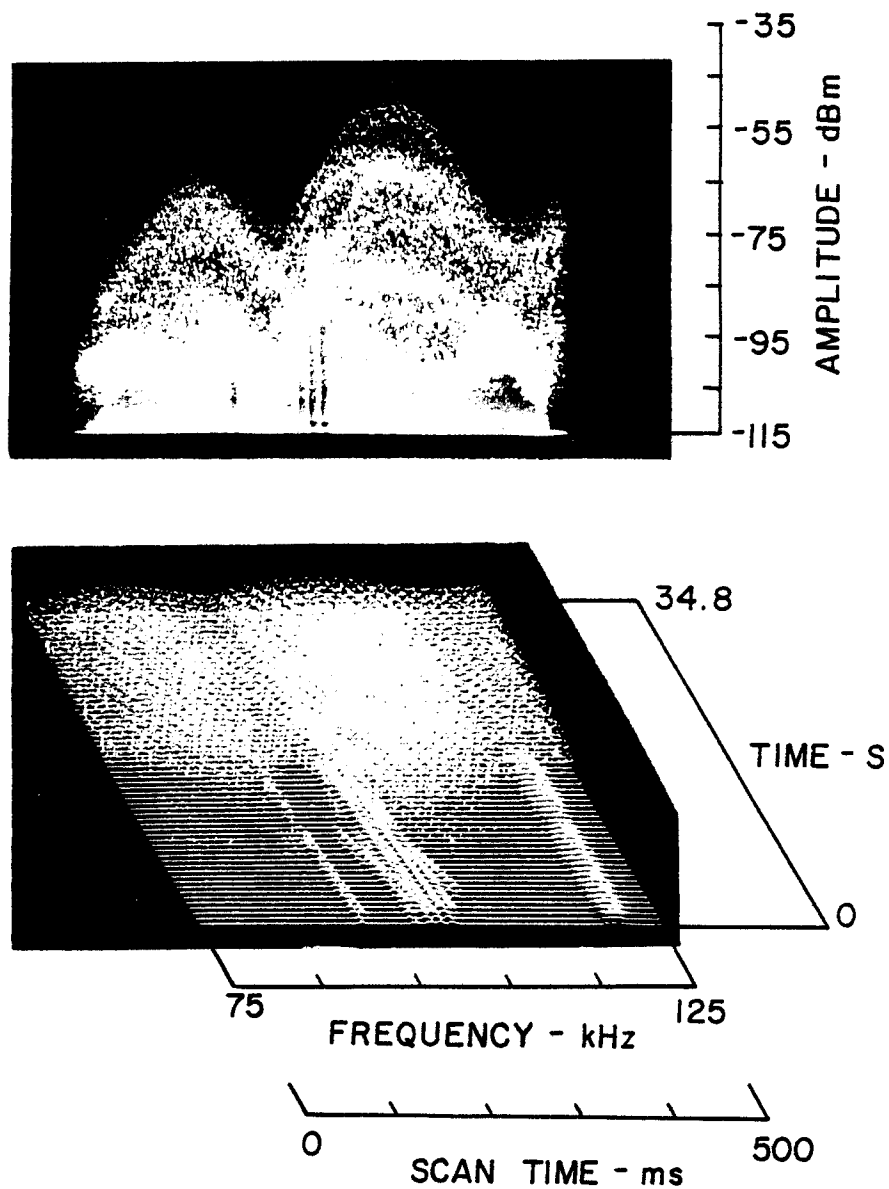 -35
-55
-75
-95
-115
AMPLITUDE - dBm
34.8
TIME - S
0
75
125
FREQUENCY - kHz
0
500
SCAN TIME - ms